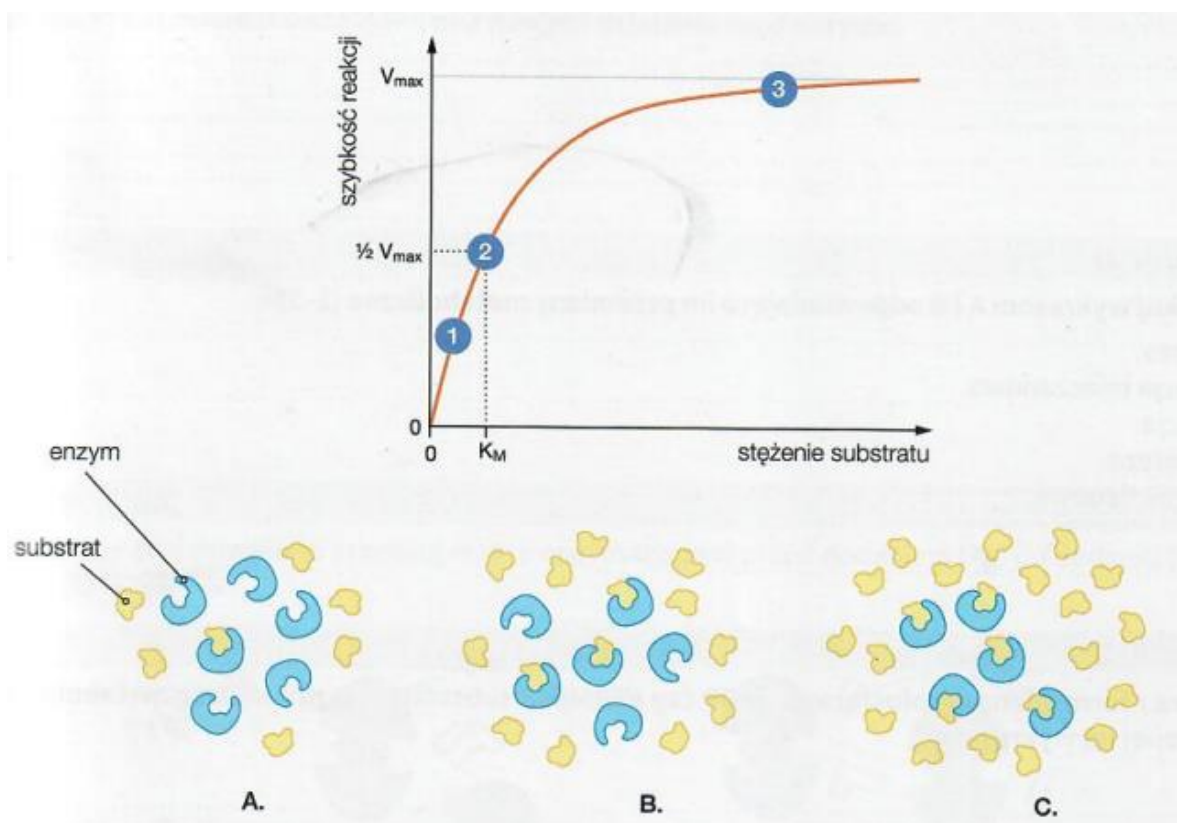 szybkość reakcji
Vmax
½ Vmax
3
2
1
0
0
KM
stężenie substratu
enzym
substrat
A.
B.
C.